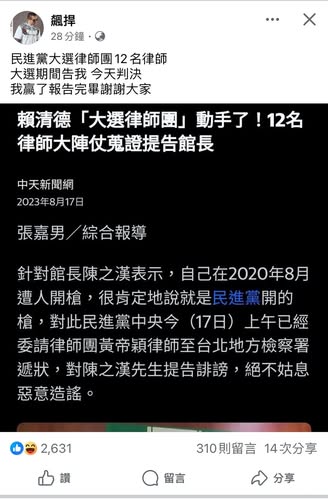 飆捍
28分鐘
民進黨大選律師團12名律師
大選期間告我 今天判決
我贏了報告完畢謝謝大家
賴清德「大選律師團」動手了！12名
律師大陣仗蒐證提告館長
中天新聞網
2023年8月17日
張嘉男／綜合報導
針對館長陳之漢表示，自己在2020年8月
遭人開槍，很肯定地說就是民進黨開的
槍，對此民進黨中央今（17日）上午已經
委請律師團黃帝穎律師至台北地方檢察署
遞狀，對陳之漢先生提告誹謗，絕不姑息
惡意造謠。
2,631
310則留言 14次分享
讚 留言 分享